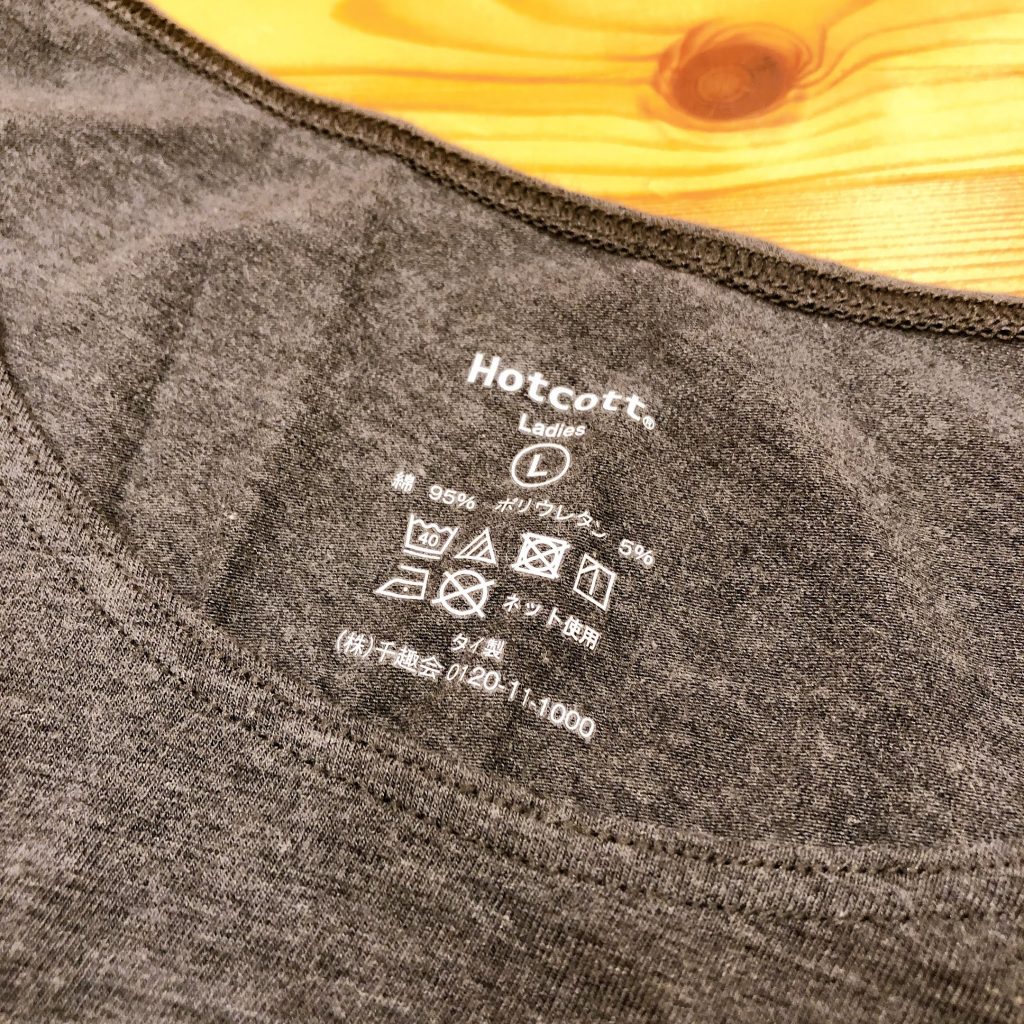 Hotcott®
Ladies
L
綿 95% ポリウレタン 5%
40
ネット使用
タイ製
(株)千趣会 0120-11-1000